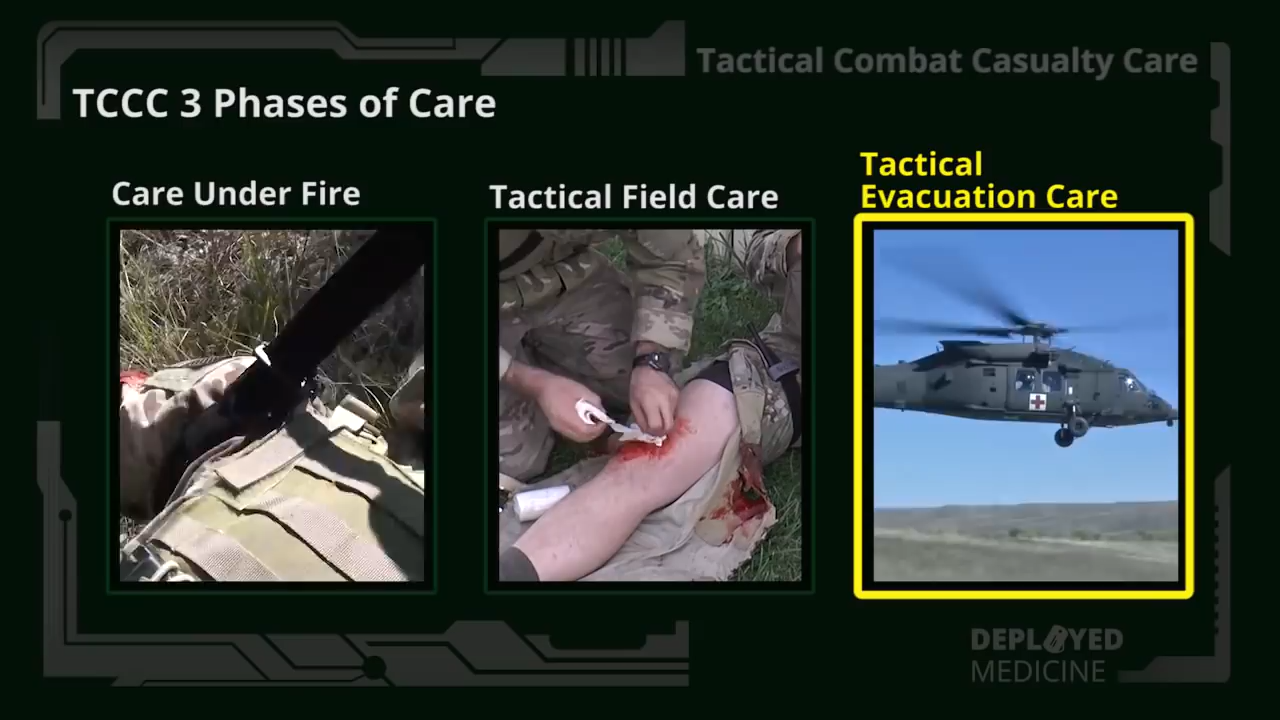 Tactical Combat Casualty Care
TCCC 3 Phases of Care
Care Under Fire
Tactical Field Care
Tactical
Evacuation Care
DEPLOYED
MEDICINE